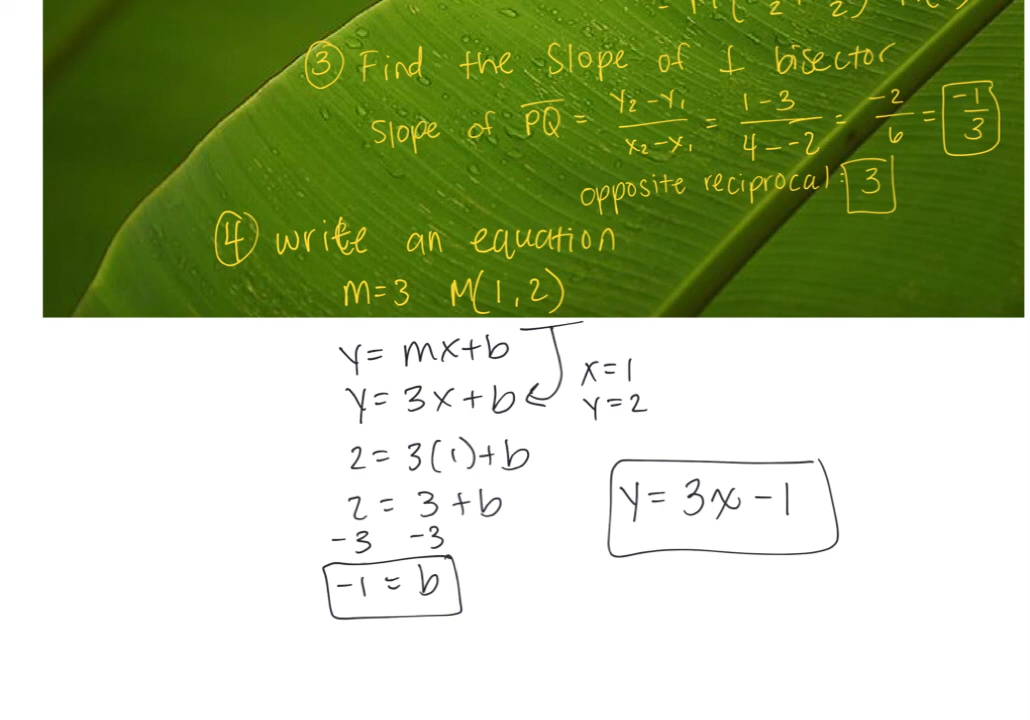 = M(  2 , 2 )
③ Find the slope of ⊥ bisector
slope of PQ = Y₂-Y₁ / X₂-X₁ = 1-3 / 4--2 = -2 / 6 = -1 / 3
opposite reciprocal: 3
④ write an equation
m=3 M(1,2)
y= mx+b
x=1
y= 3x+b
y=2
2= 3(1)+b
2 = 3+b
y= 3x-1
-3 -3
-1 = b